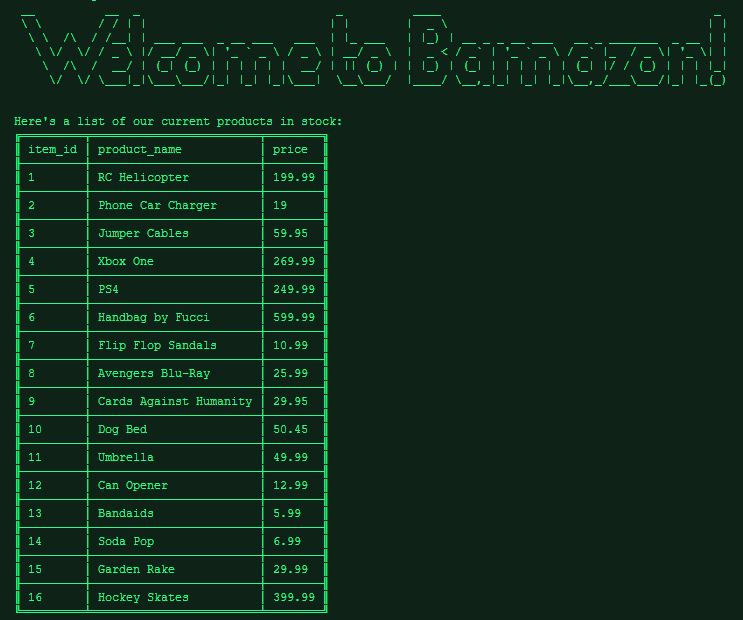 Welcome to Bamazon!
Here's a list of our current products in stock:
item_id product_name price
1 RC Helicopter 199.99
2 Phone Car Charger 19
3 Jumper Cables 59.95
4 Xbox One 269.99
5 PS4 249.99
6 Handbag by Fucci 599.99
7 Flip Flop Sandals 10.99
8 Avengers Blu-Ray 25.99
9 Cards Against Humanity 29.95
10 Dog Bed 50.45
11 Umbrella 49.99
12 Can Opener 12.99
13 Bandaids 5.99
14 Soda Pop 6.99
15 Garden Rake 29.99
16 Hockey Skates 399.99